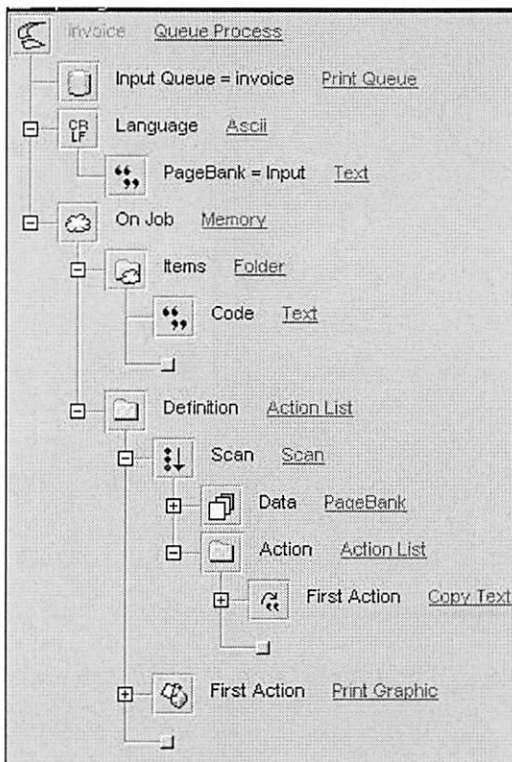 Invoice Queue Process
Input Queue = invoice Print Queue
CR
LF
Language Ascii
PageBank = Input Text
On Job Memory
Items Folder
Code Text
Definition Action List
Scan Scan
Data PageBank
Action Action List
First Action Copy Text
First Action Print Graphic